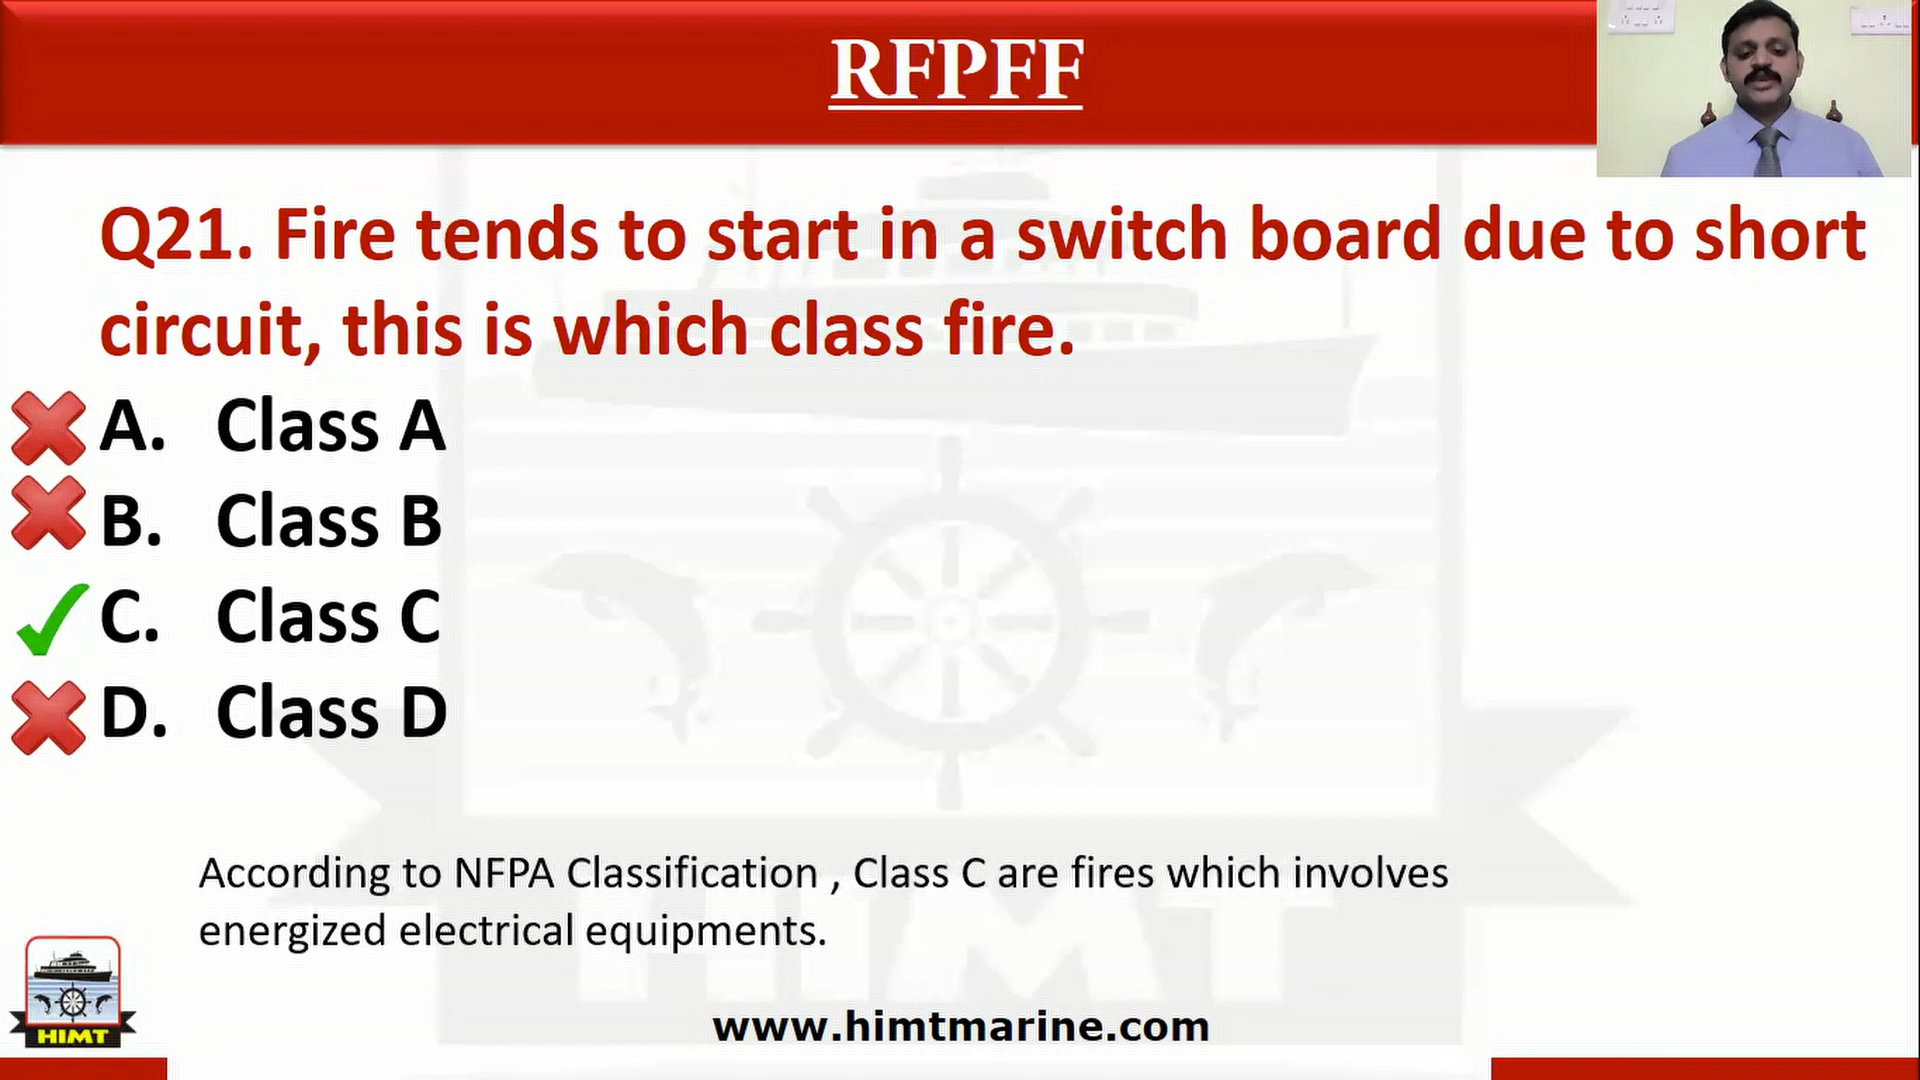 RFPFF
Q21. Fire tends to start in a switch board due to short
circuit, this is which class fire.
A. Class A
B. Class B
C. Class C
D. Class D
According to NFPA Classification , Class C are fires which involves
energized electrical equipments.
HIMT
HIMT
www.himtmarine.com